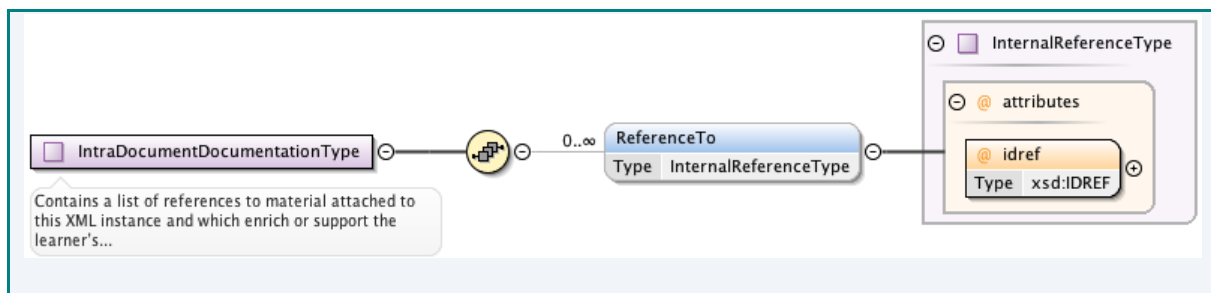 InternalReferenceType
@ attributes
IntraDocumentDocumentationType
0..∞
ReferenceTo
Type InternalReferenceType
@ idref
Type xsd:IDREF
Contains a list of references to material attached to
this XML instance and which enrich or support the
learner's...